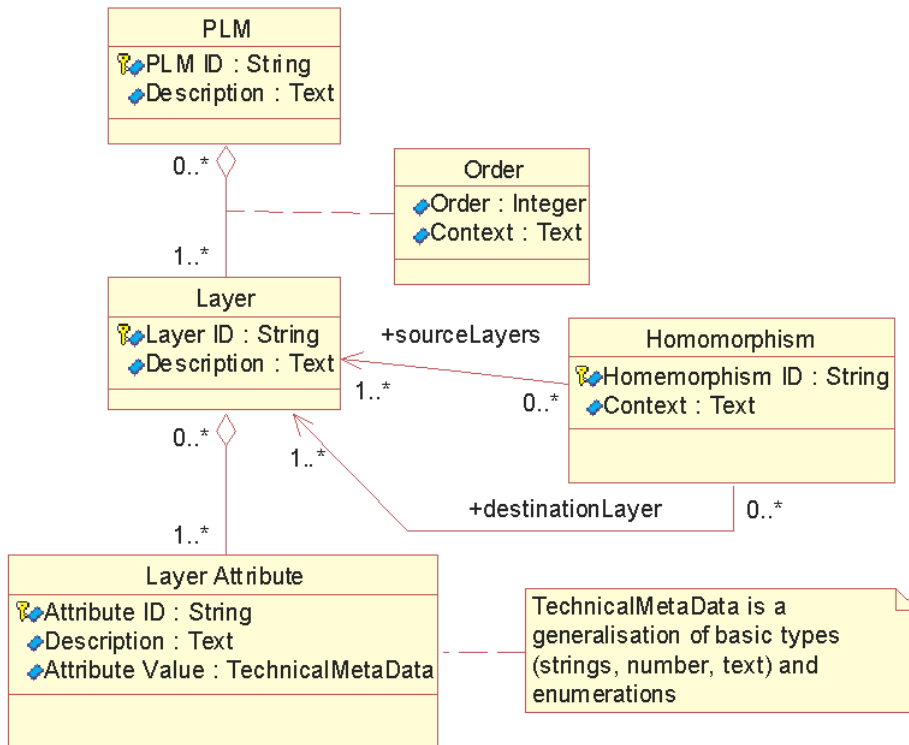 PLM
PLM ID : String
Description : Text
0..*
Order
Order : Integer
Context : Text
1..*
Layer
Layer ID : String
Description : Text
+sourceLayers
1..*
0..*
Homomorphism
Homemorphism ID : String
Context : Text
0..*
1..*
+destinationLayer
0..*
1..*
Layer Attribute
Attribute ID : String
Description : Text
Attribute Value : TechnicalMetaData
TechnicalMetaData is a
generalisation of basic types
(strings, number, text) and
enumerations